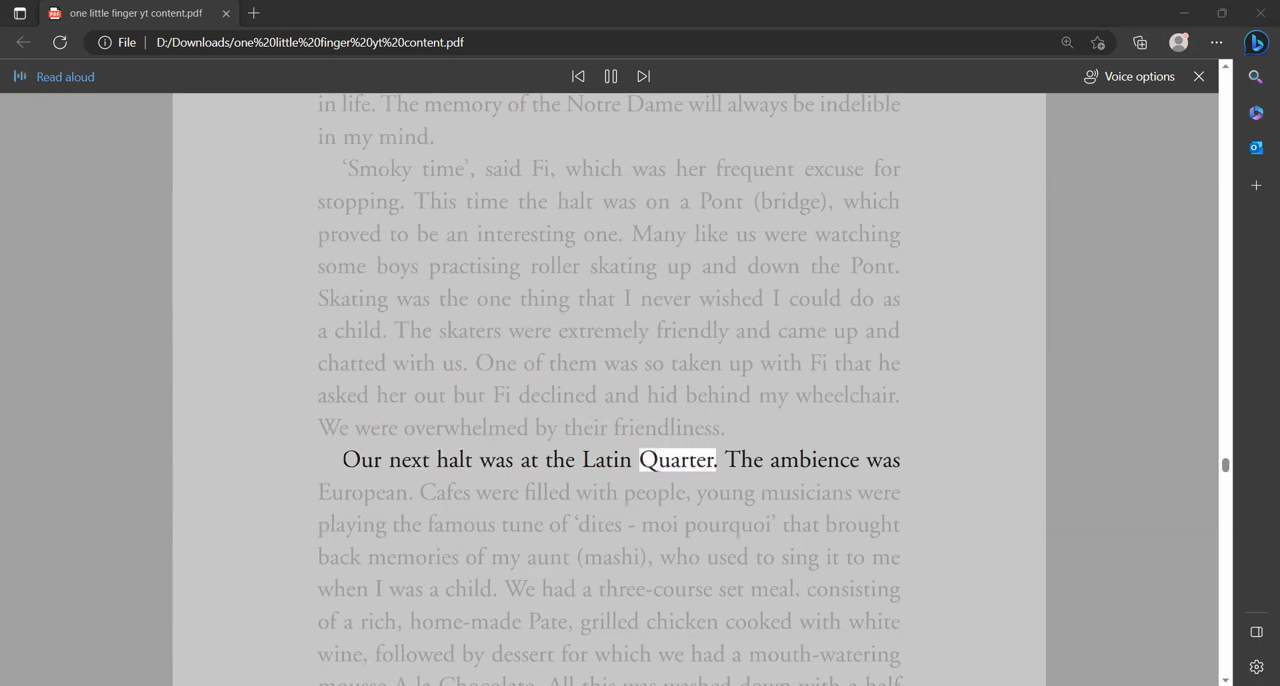 one little finger yt content.pdf
File
D:/Downloads/one%20little%20finger%20yt%20content.pdf
Read aloud
Voice options
in life. The memory of the Notre Dame will always be indelible
in my mind.
‘Smoky time’, said Fi, which was her frequent excuse for
stopping. This time the halt was on a Pont (bridge), which
proved to be an interesting one. Many like us were watching
some boys practising roller skating up and down the Pont.
Skating was the one thing that I never wished I could do as
a child. The skaters were extremely friendly and came up and
chatted with us. One of them was so taken up with Fi that he
asked her out but Fi declined and hid behind my wheelchair.
We were overwhelmed by their friendliness.
Our next halt was at the Latin Quarter. The ambience was
European. Cafes were filled with people, young musicians were
playing the famous tune of ‘dites - moi pourquoi’ that brought
back memories of my aunt (mashi), who used to sing it to me
when I was a child. We had a three-course set meal, consisting
of a rich, home-made Pate, grilled chicken cooked with white
wine, followed by dessert for which we had a mouth-watering
mousse A la Chocolate. All this was washed down with a half